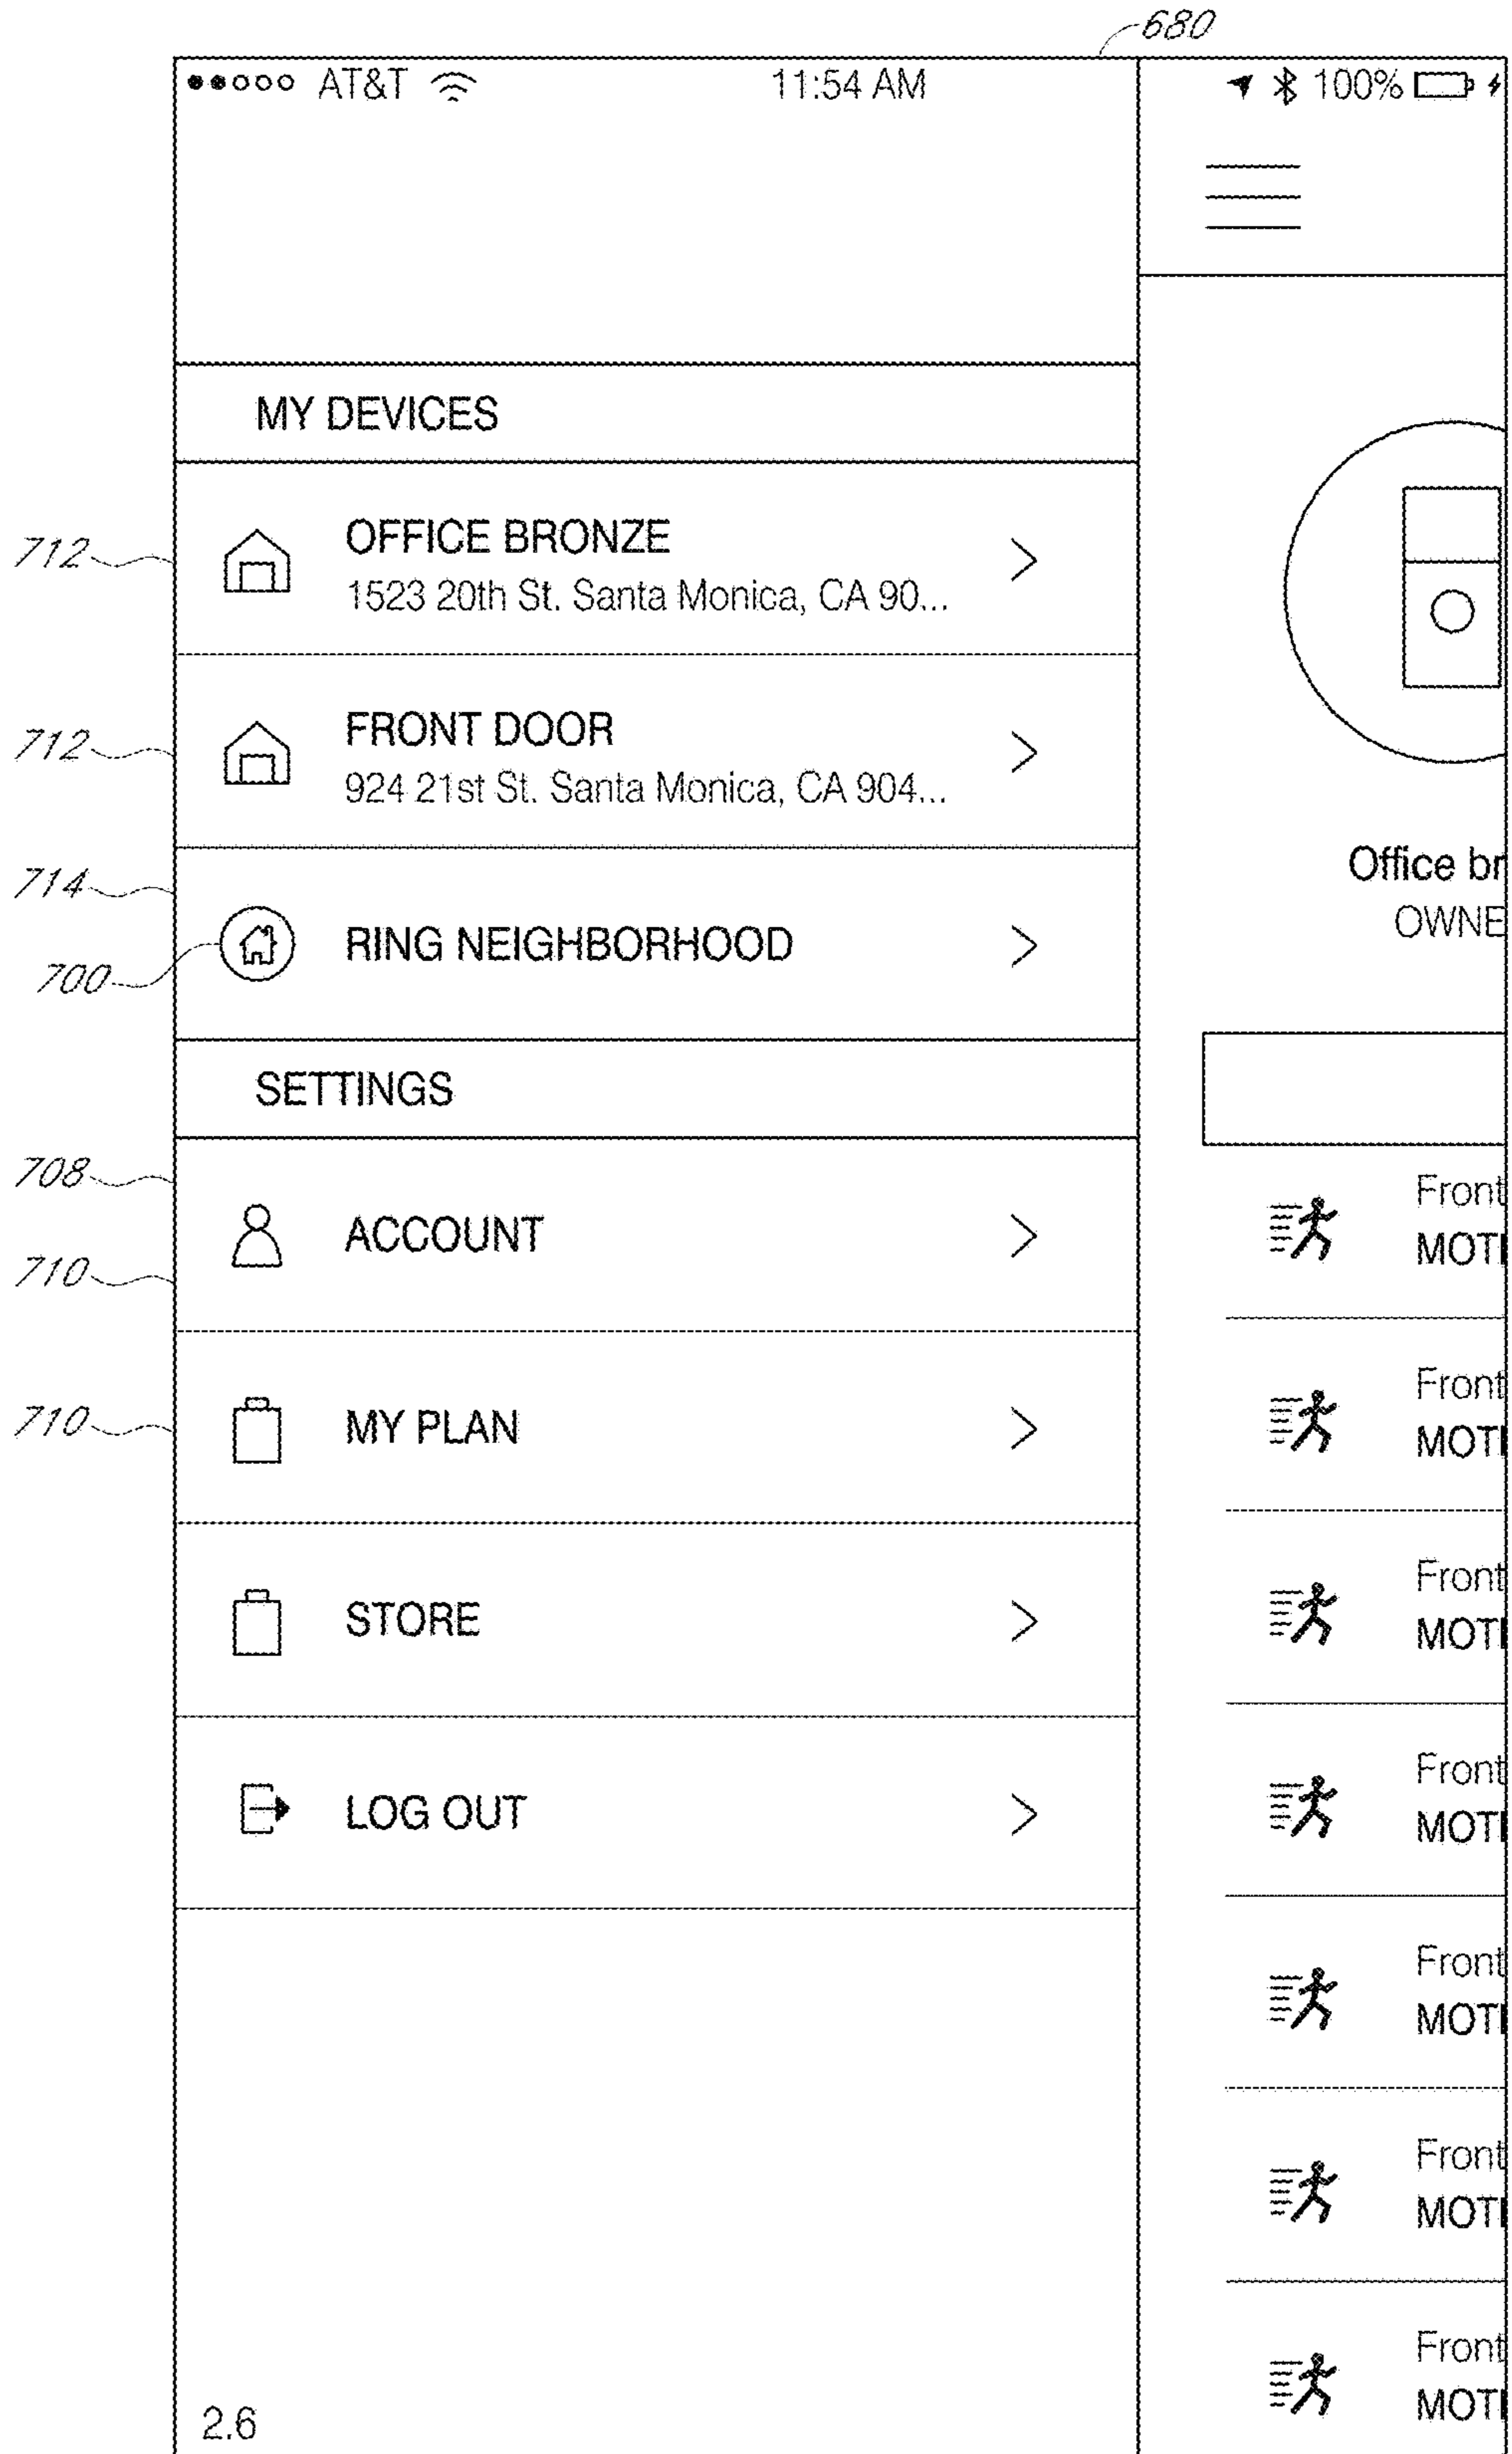 680
●●○○○ AT&T 11:54 AM 100%
MY DEVICES
712
OFFICE BRONZE
1523 20th St. Santa Monica, CA 90...
712
FRONT DOOR
924 21st St. Santa Monica, CA 904...
714
700
RING NEIGHBORHOOD
SETTINGS
708
ACCOUNT
710
710
MY PLAN
STORE
LOG OUT
2.6
Office br
OWNE
Front
MOTI
Front
MOTI
Front
MOTI
Front
MOTI
Front
MOTI
Front
MOTI
Front
MOTI